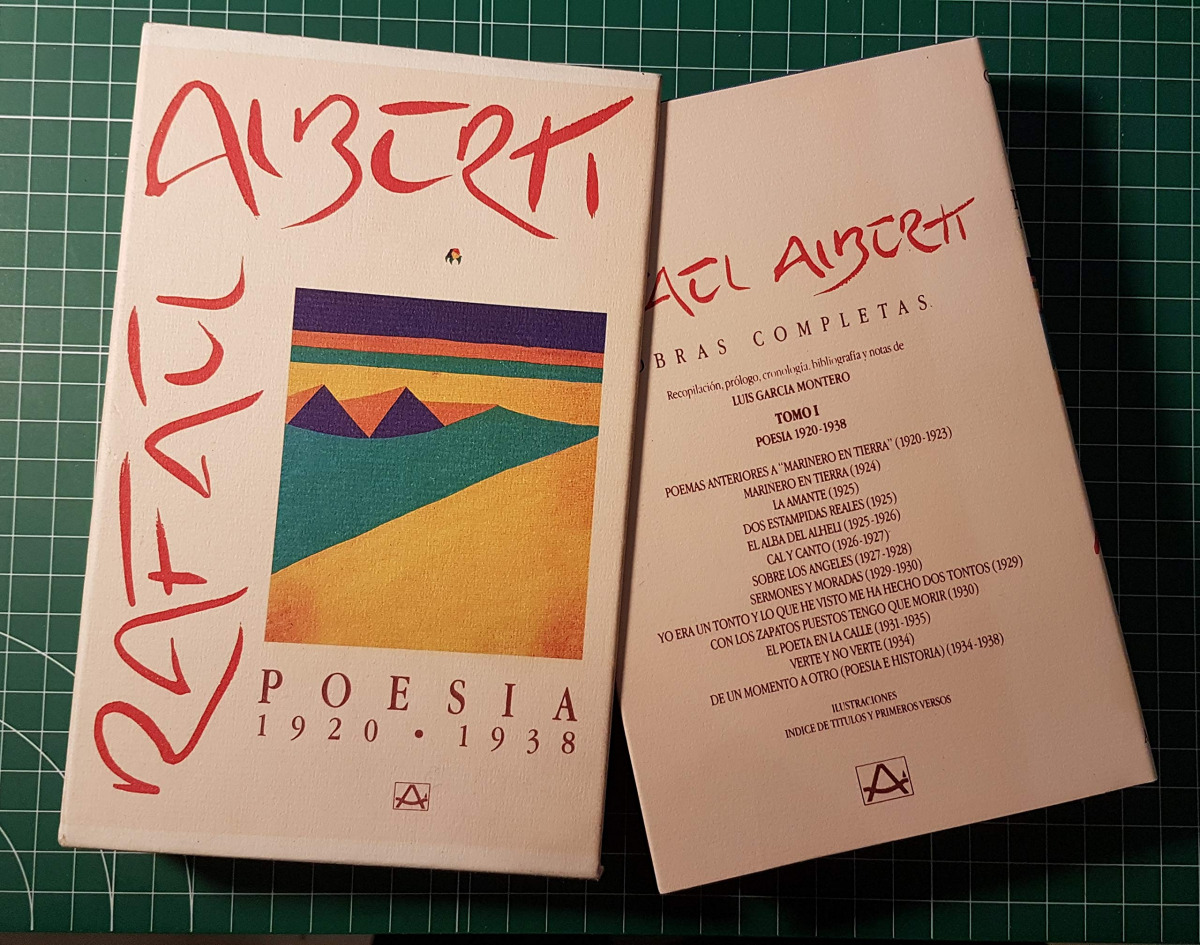 RAFAEL
ALBERTI
POESIA
1920 • 1938
A
AEL ALBERTI
OBRAS COMPLETAS.
Recopilación, prólogo, cronología, bibliografía y notas de
LUIS GARCIA MONTERO
TOMO I
POESIA 1920-1938
POEMAS ANTERIORES A “MARINERO EN TIERRA” (1920-1923)
MARINERO EN TIERRA (1924)
LA AMANTE (1925)
DOS ESTAMPIDAS REALES (1925)
EL ALBA DEL ALHELI (1925-1926)
CAL Y CANTO (1926-1927)
SOBRE LOS ANGELES (1927-1928)
SERMONES Y MORADAS (1929-1930)
YO ERA UN TONTO Y LO QUE HE VISTO ME HA HECHO DOS TONTOS (1929)
CON LOS ZAPATOS PUESTOS TENGO QUE MORIR (1930)
EL POETA EN LA CALLE (1931-1935)
VERTE Y NO VERTE (1934)
DE UN MOMENTO A OTRO (POESIA E HISTORIA) (1934-1938)
ILUSTRACIONES
INDICE DE TITULOS Y PRIMEROS VERSOS
A